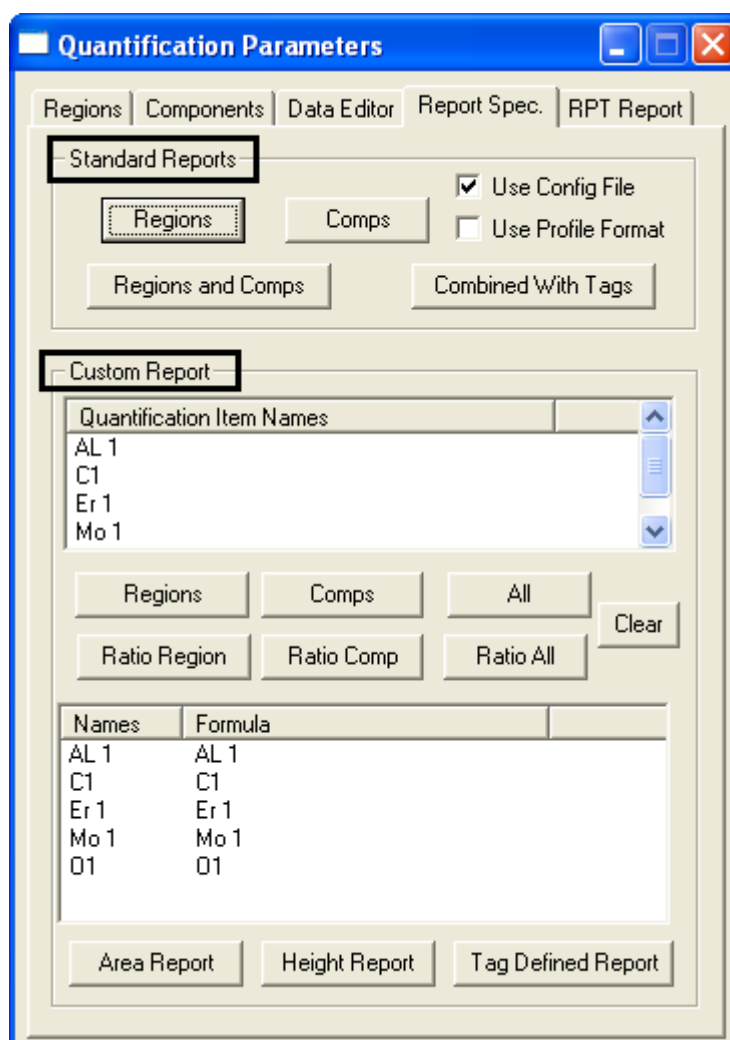 Quantification Parameters
Regions Components Data Editor Report Spec. RPT Report
Standard Reports
Use Config File
Regions Comps
Use Profile Format
Regions and Comps Combined With Tags
Custom Report
Quantification Item Names
AL 1
C1
Er 1
Mo 1
Regions Comps All
Clear
Ratio Region Ratio Comp Ratio All
Names Formula
AL 1 AL 1
C1 C1
Er 1 Er 1
Mo 1 Mo 1
O1 O1
Area Report Height Report Tag Defined Report